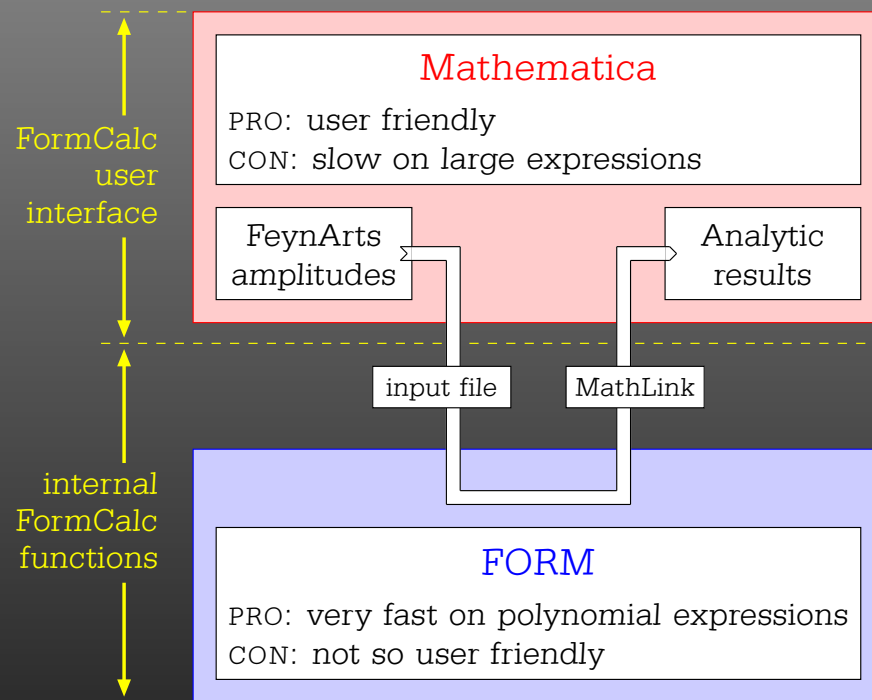 Mathematica
PRO: user friendly
CON: slow on large expressions
FormCalc
user
interface
FeynArts
amplitudes
Analytic
results
input file
MathLink
internal
FormCalc
functions
FORM
PRO: very fast on polynomial expressions
CON: not so user friendly